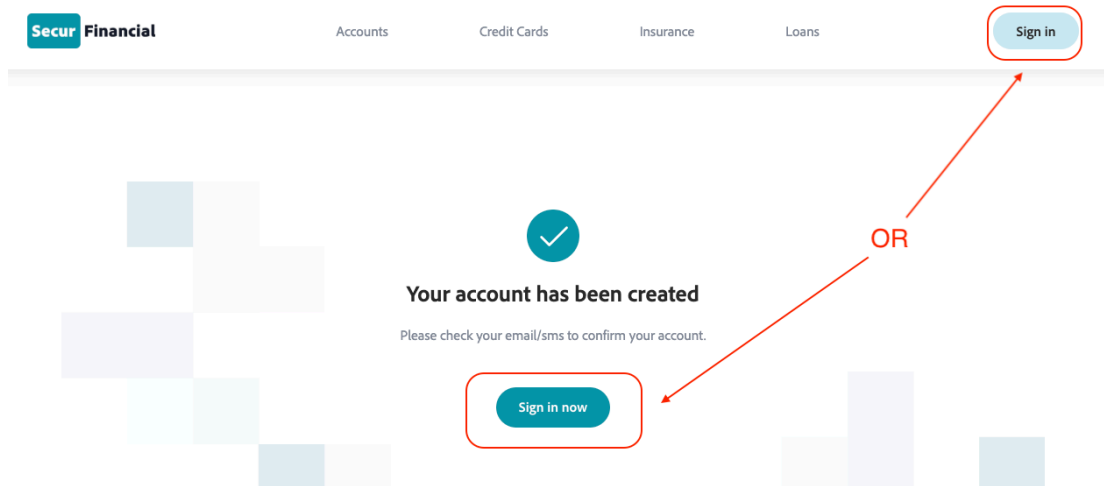 Secur Financial
Accounts
Credit Cards
Insurance
Loans
Sign in
OR
Your account has been created
Please check your email/sms to confirm your account.
Sign in now